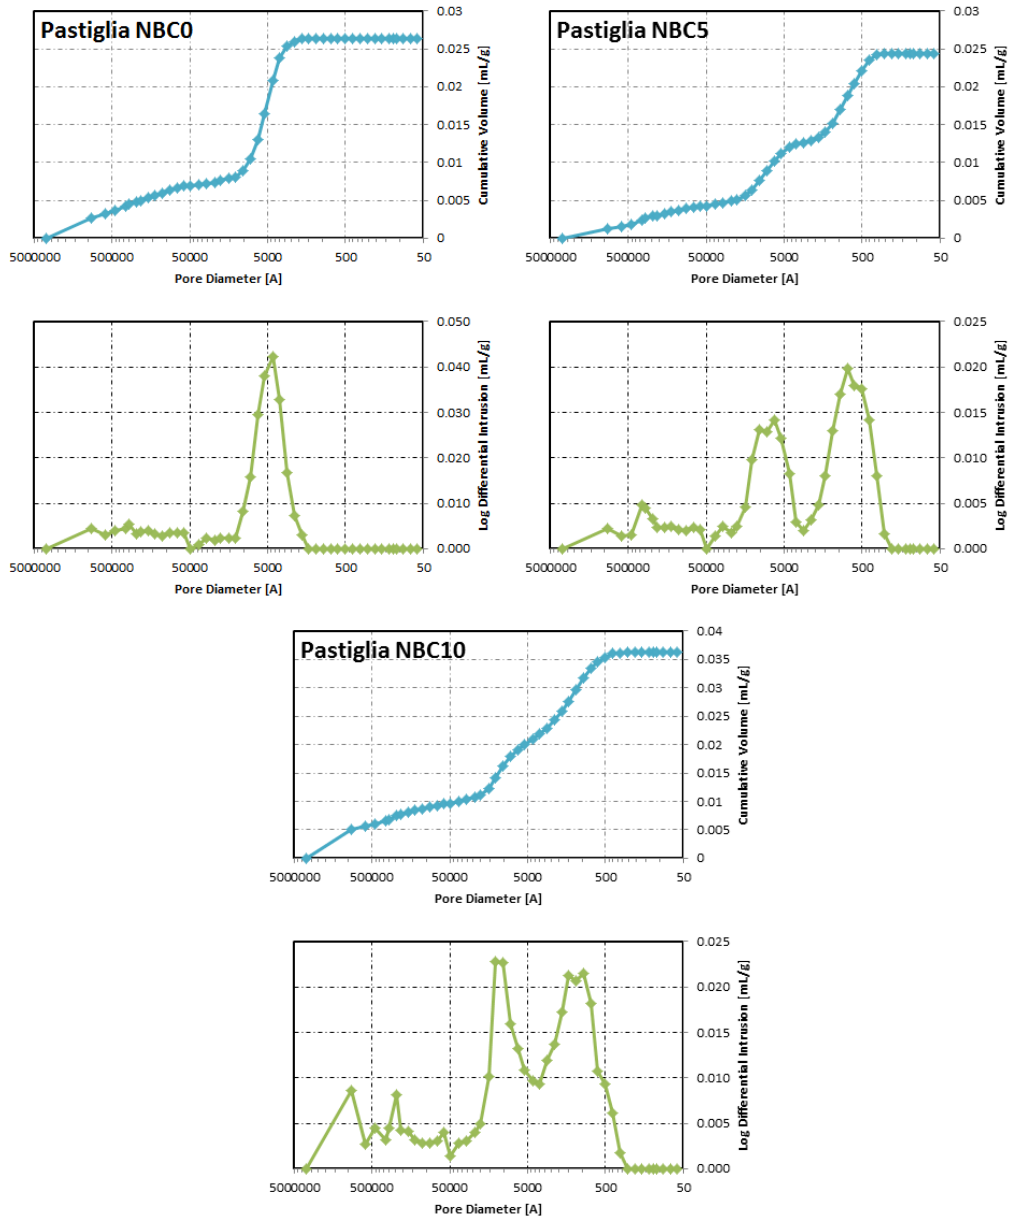 Pastiglia NBC0
0.03
0.025
0.02
0.015
0.01
0.005
0
Cumulative Volume [mL/g]
5000000 500000 50000 5000 500 50
Pore Diameter [A]
Pastiglia NBC5
0.03
0.025
0.02
0.015
0.01
0.005
0
Cumulative Volume [mL/g]
5000000 500000 50000 5000 500 50
Pore Diameter [A]
0.050
0.040
0.030
0.020
0.010
0.000
Log Differential Intrusion [mL/g]
5000000 500000 50000 5000 500 50
Pore Diameter [A]
0.025
0.020
0.015
0.010
0.005
0.000
Log Differential Intrusion [mL/g]
5000000 500000 50000 5000 500 50
Pore Diameter [A]
Pastiglia NBC10
0.04
0.035
0.03
0.025
0.02
0.015
0.01
0.005
0
Cumulative Volume [mL/g]
5000000 500000 50000 5000 500 50
Pore Diameter [A]
0.025
0.020
0.015
0.010
0.005
0.000
Log Differential Intrusion [mL/g]
5000000 500000 50000 5000 500 50
Pore Diameter [A]